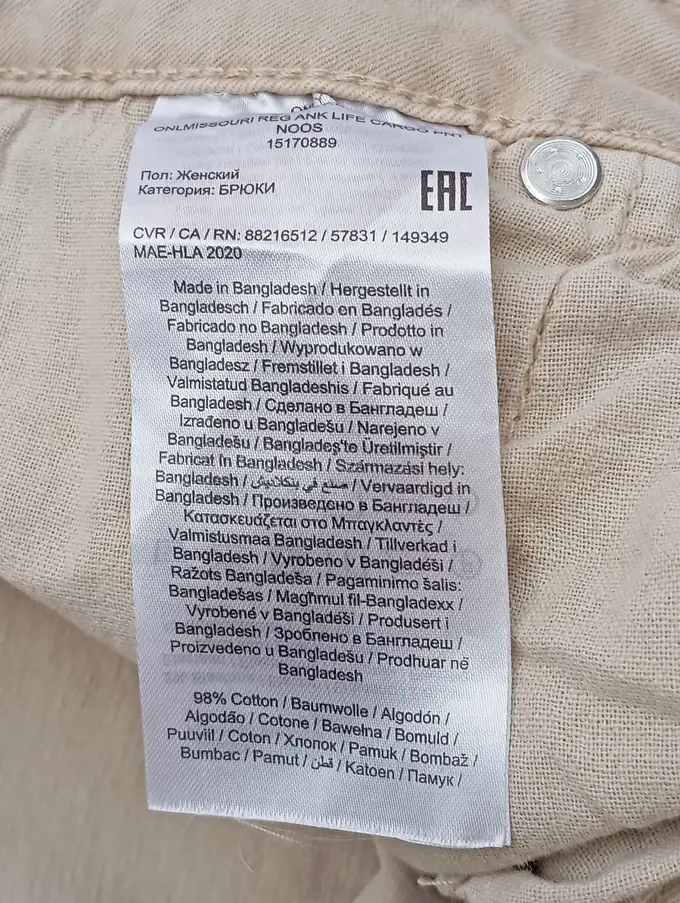 ONLMISSOURI REG ANK LIFE CARGO PNT
NOOS
15170889
Пол: Женский
Категория: БРЮКИ
EAC
CVR / CA / RN: 88216512 / 57831 / 149349
MAE-HLA 2020
Made in Bangladesh / Hergestellt in
Bangladesch / Fabricado en Bangladés /
Fabricado no Bangladesh / Prodotto in
Bangladesh / Wyprodukowano w
Bangladesz / Fremstillet i Bangladesh /
Valmistatud Bangladeshis / Fabriqué au
Bangladesh / Сделано в Бангладеш /
Izrađeno u Bangladešu / Narejeno v
Bangladešu / Bangladeş'te Üretilmiştir /
Fabricat în Bangladesh / Származási hely:
Bangladesh / صنع في بنكلاديش / Vervaardigd in
Bangladesh / Произведено в Бангладеш /
Κατασκευάζεται στο Μπαγκλαντές /
Valmistusmaa Bangladesh / Tillverkad i
Bangladesh / Vyrobeno v Bangladéši /
Ražots Bangladeša / Pagaminimo šalis:
Bangladešas / Magħmul fil-Bangladexx /
Vyrobené v Bangladéši / Produsert i
Bangladesh / Зроблено в Бангладеш /
Proizvedeno u Bangladešu / Prodhuar në
Bangladesh
98% Cotton / Baumwolle / Algodón /
Algodão / Cotone / Bawełna / Bomuld /
Puuviil / Coton / Хлопок / Pamuk / Bombaž /
Bumbac / Pamut / قطن / Katoen / Памук /